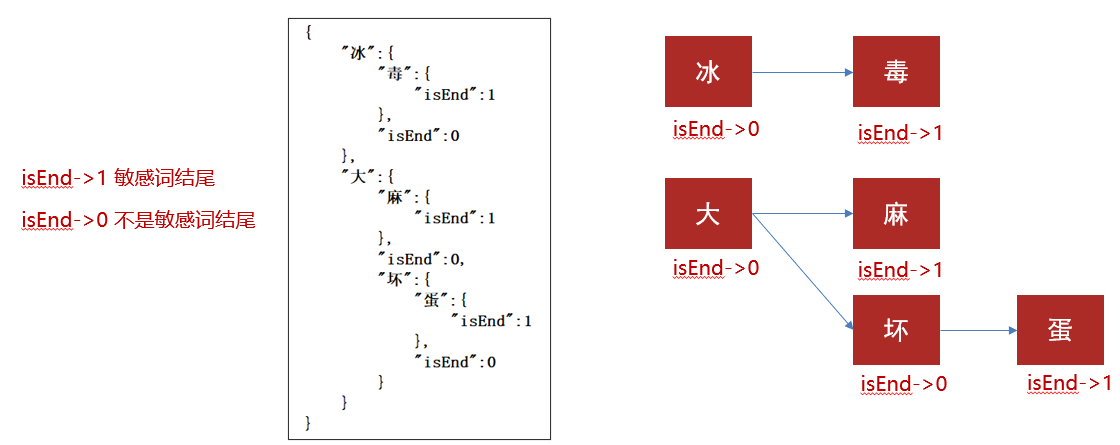 isEnd->1 敏感词结尾
isEnd->0 不是敏感词结尾
{
"冰":{
"毒":{
"isEnd":1
},
"isEnd":0
},
"大":{
"麻":{
"isEnd":1
},
"isEnd":0,
"坏":{
"蛋":{
"isEnd":1
},
"isEnd":0
}
}
}
冰 毒
isEnd->0 isEnd->1
大 麻
isEnd->0 isEnd->1
坏 蛋
isEnd->0 isEnd->1